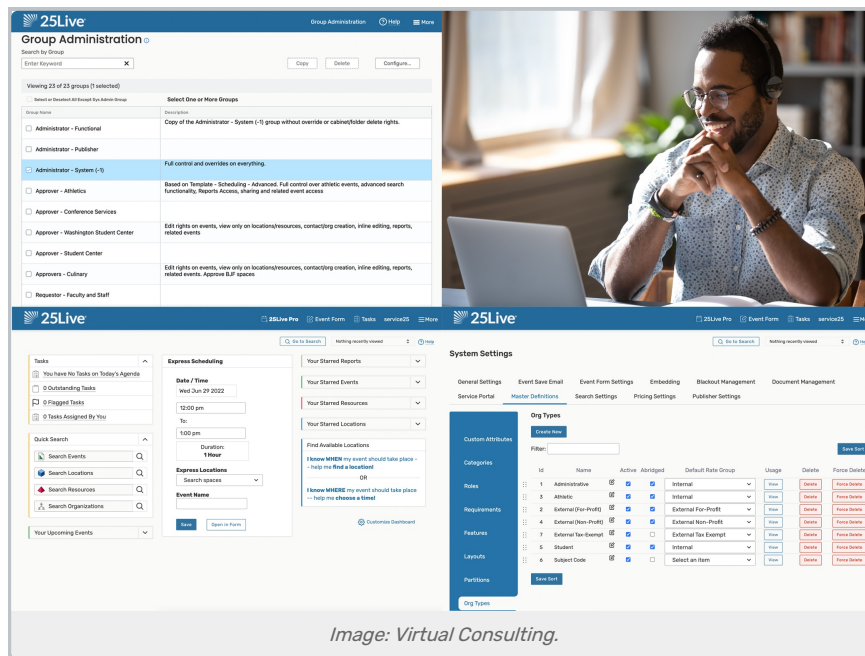 25Live
Group Administration Help More
Group Administration
Search by Group
Enter Keyword X Copy Delete Configure...
Viewing 23 of 23 groups (1 selected)
Select or Deselect All Except Sys Admin Group Select One or More Groups
Group Name Description
Administrator - Functional Copy of the Administrator - System (-1) group without override or cabinet/folder delete rights.
Administrator - Publisher
Administrator - System (-1) Full control and overrides on everything.
Approver - Athletics Based on Template - Scheduling - Advanced. Full control over athletic events, advanced search
functionality, Reports Access, sharing and related event access
Approver - Conference Services
Approver - Washington Student Center Edit rights on events, view only on locations/resources, contact/org creation, inline editing, reports,
related events
Approver - Student Center
Approvers - Culinary Edit rights on events, view only on locations/resources, contact/org creation, inline editing, reports,
related events. Approve BJF spaces
Requestor - Faculty and Staff
25Live
25Live Pro Event Form Tasks service25 More
Go to Search Nothing recently viewed Help
Tasks
You have No Tasks on Today's Agenda
0 Outstanding Tasks
0 Flagged Tasks
0 Tasks Assigned By You
Quick Search
Search Events
Search Locations
Search Resources
Search Organizations
Your Upcoming Events
Express Scheduling
Date / Time
Wed Jun 29 2022
12:00 pm
To:
1:00 pm
Duration:
1 Hour
Express Locations
Search spaces
Event Name
Save Open in Form
Your Starred Reports
Your Starred Events
Your Starred Resources
Your Starred Locations
Find Available Locations
I know WHEN my event should take place -
- help me find a location!
OR
I know WHERE my event should take place
-- help me choose a time!
Customize Dashboard
25Live
25Live Pro Event Form Tasks service25
Go to Search Nothing recently viewed
System Settings
General Settings Event Save Email Event Form Settings Embedding Blackout Management Document Management
Service Portal Master Definitions Search Settings Pricing Settings Publisher Settings
Custom Attributes
Categories
Roles
Requirements
Features
Layouts
Partitions
Org Types
Org Types
Create New
Filter: Save Sort
Id Name Active Abridged Default Rate Group Usage Delete Force Delete
1 Administrative Internal View Delete Force Delete
3 Athletic Internal View Delete Force Delete
2 External (For-Profit) External For-Profit View Delete Force Delete
4 External (Non-Profit) External Non-Profit View Delete Force Delete
7 External Tax-Exempt External Tax Exempt View Delete Force Delete
5 Student Internal View Delete Force Delete
6 Subject Code Select an Item View Delete Force Delete
Save Sort
Image: Virtual Consulting.